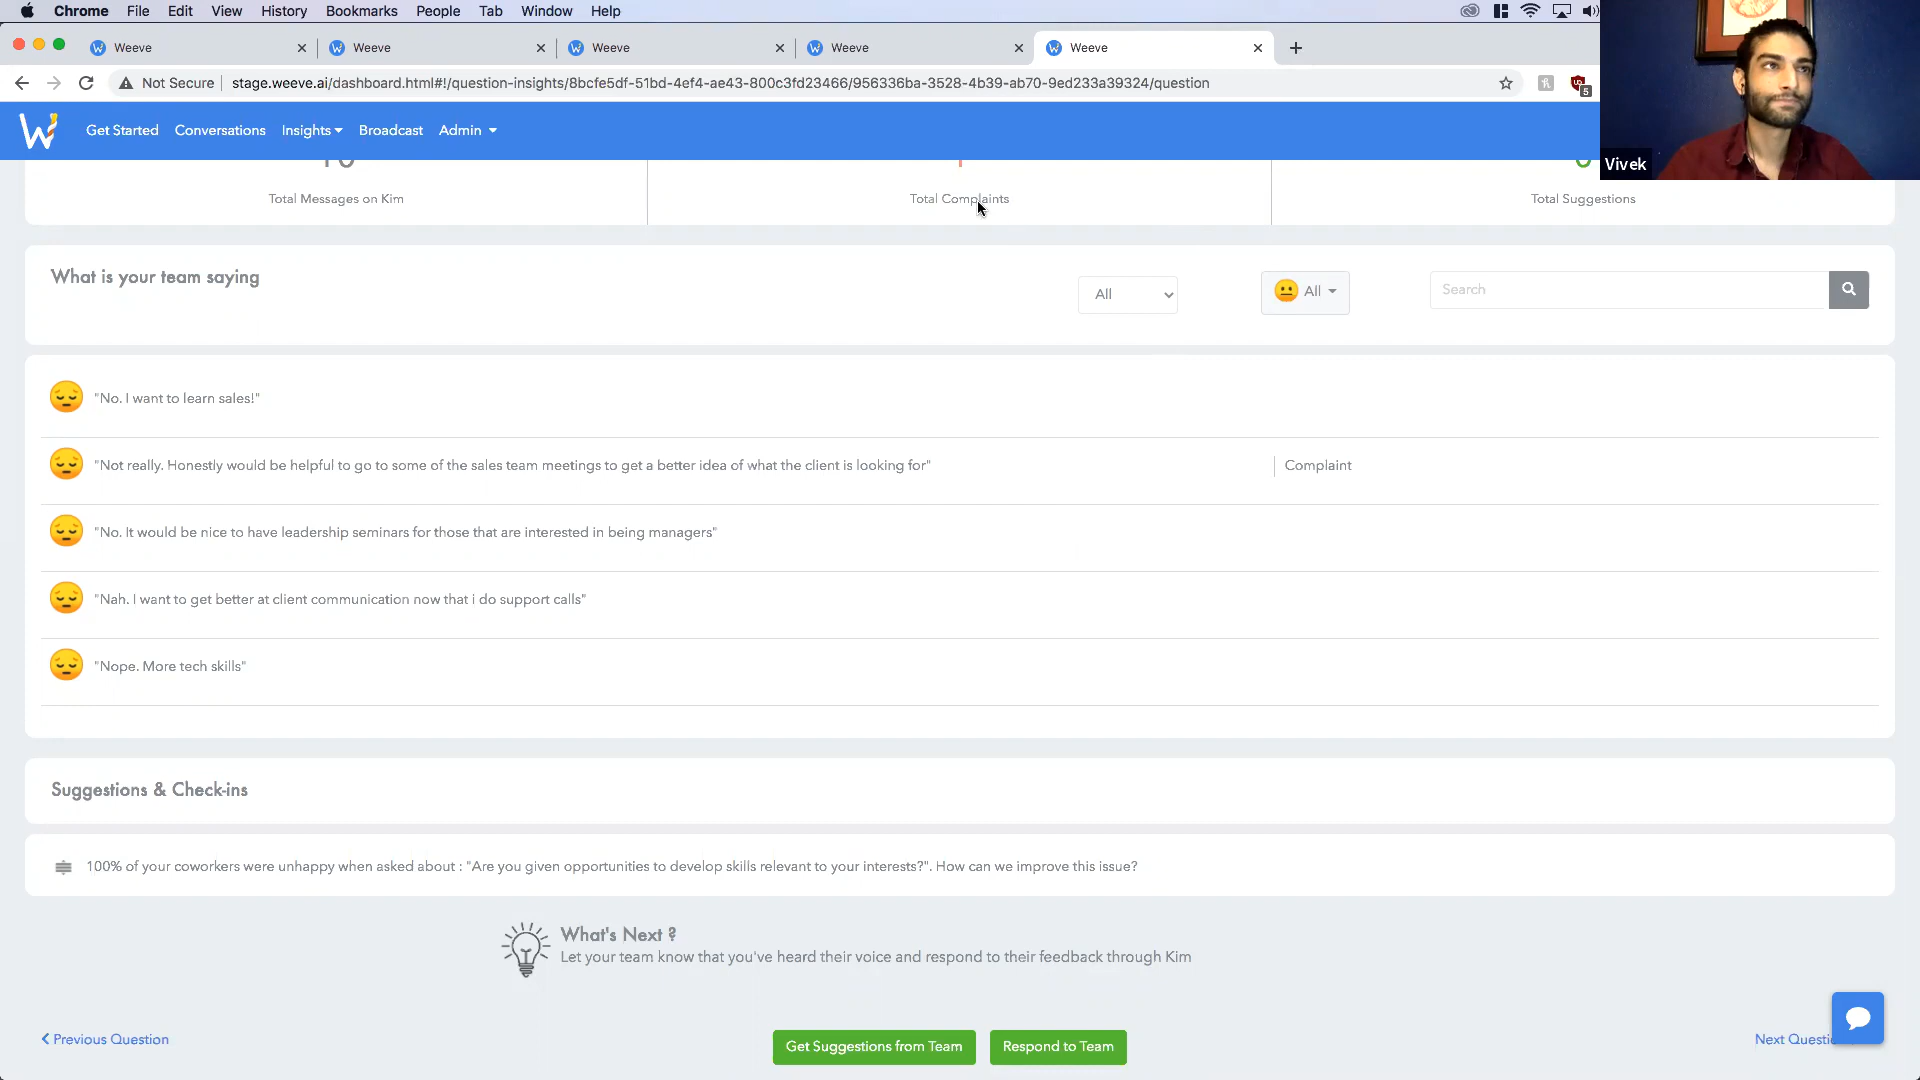 Chrome File Edit View History Bookmarks People Tab Window Help
Weeve Weeve Weeve Weeve Weeve
Not Secure stage.weeve.ai/dashboard.html#!/question-insights/8bcfe5df-51bd-4ef4-ae43-800c3fd23466/956336ba-3528-4b39-ab70-9ed233a39324/question
5
W Get Started Conversations Insights Broadcast Admin
Vivek
Total Messages on Kim Total Complaints Total Suggestions
What is your team saying
All All Search
"No. I want to learn sales!"
"Not really. Honestly would be helpful to go to some of the sales team meetings to get a better idea of what the client is looking for" Complaint
"No. It would be nice to have leadership seminars for those that are interested in being managers"
"Nah. I want to get better at client communication now that i do support calls"
"Nope. More tech skills"
Suggestions & Check-ins
100% of your coworkers were unhappy when asked about : "Are you given opportunities to develop skills relevant to your interests?". How can we improve this issue?
What's Next ?
Let your team know that you've heard their voice and respond to their feedback through Kim
Previous Question Get Suggestions from Team Respond to Team Next